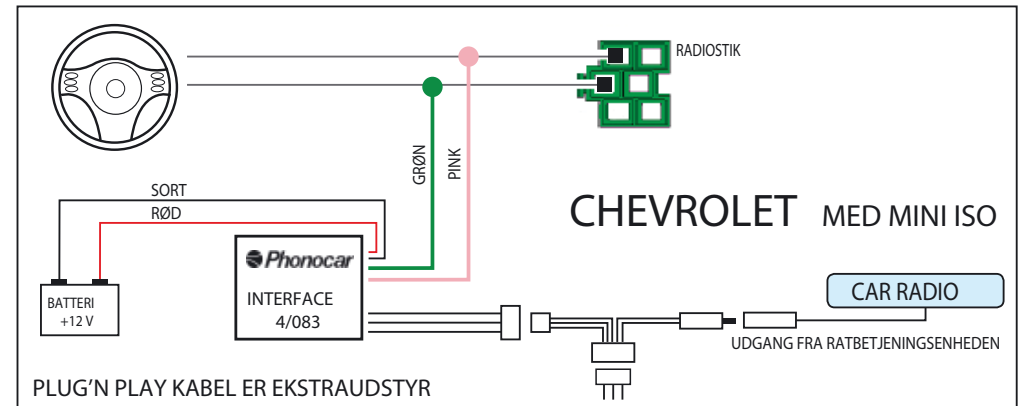 RADIOSTIK
GRØN
PINK
SORT
RØD
CHEVROLET MED MINI ISO
Phonocar
INTERFACE
4/083
BATTERI
+12 V
CAR RADIO
UDGANG FRA RATBETJENINGSENHEDEN
PLUG'N PLAY KABEL ER EKSTRAUDSTYR